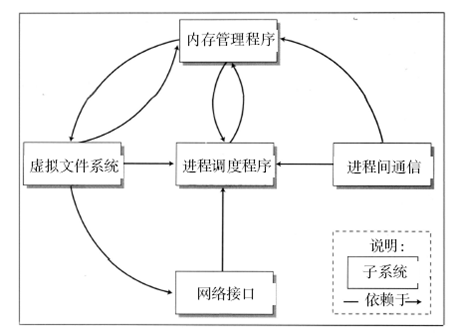 内存管理程序
虚拟文件系统
进程调度程序
进程间通信
网络接口
说明:
子系统
依赖于